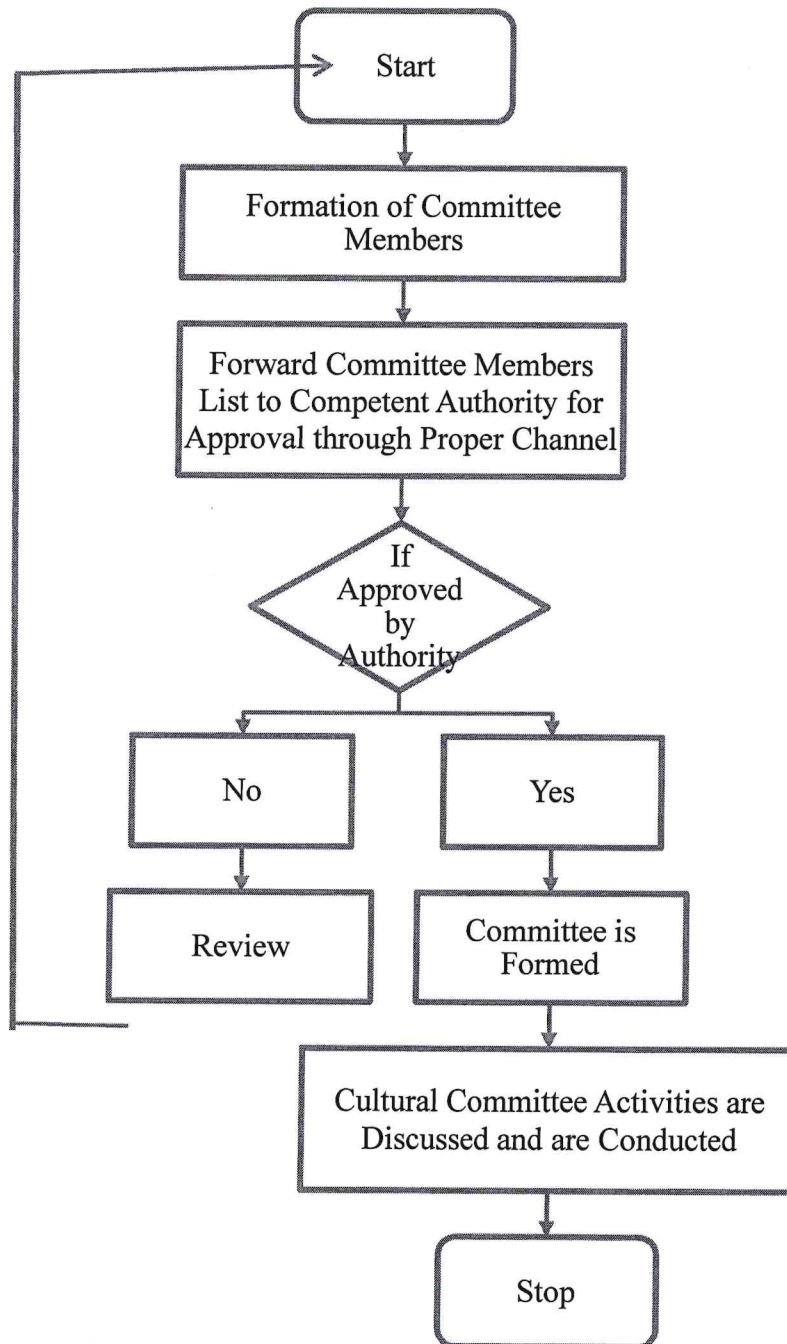 Start
Formation of Committee
Members
Forward Committee Members
List to Competent Authority for
Approval through Proper Channel
If
Approved
by
Authority
No
Yes
Review
Committee is
Formed
Cultural Committee Activities are
Discussed and are Conducted
Stop